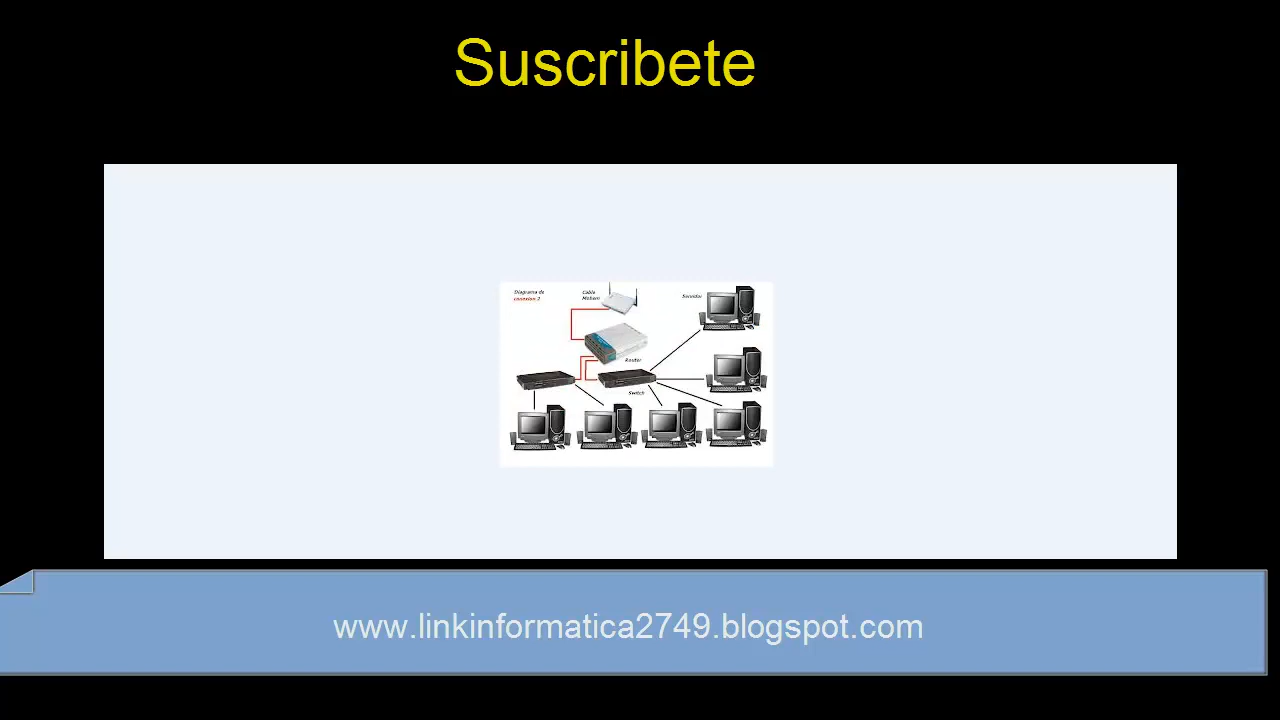 Suscribete
Diagrama de
conexion 2
Cable
Modem
Servidor
Router
Switch
www.linkinformatica2749.blogspot.com